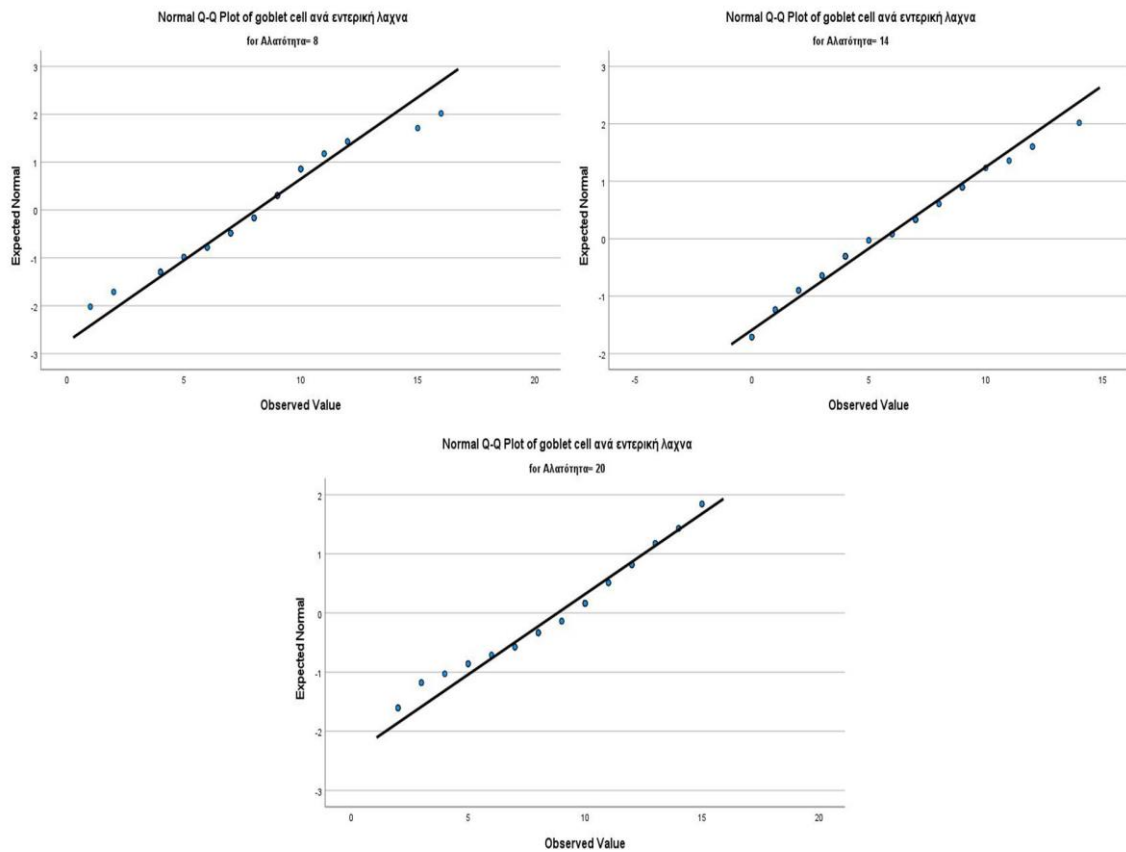 Normal Q-Q Plot of goblet cell ανά εντερική λαχνα
for Αλατότητα= 8
3
2
1
0
-1
-2
-3
Expected Normal
0 5 10 15 20
Observed Value
Normal Q-Q Plot of goblet cell ανά εντερική λαχνα
for Αλατότητα= 14
3
2
1
0
-1
-2
Expected Normal
-5 0 5 10 15
Observed Value
Normal Q-Q Plot of goblet cell ανά εντερική λαχνα
for Αλατότητα= 20
2
1
0
-1
-2
-3
Expected Normal
0 5 10 15 20
Observed Value